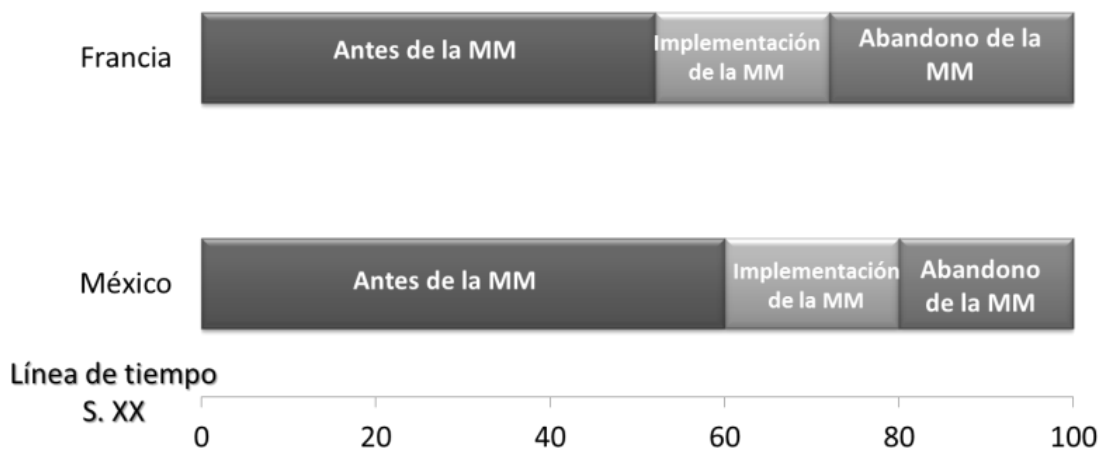 Francia
Antes de la MM
Implementación
de la MM
Abandono de la
MM
México
Antes de la MM
Implementación
de la MM
Abandono
de la MM
Línea de tiempo
S. XX
0 20 40 60 80 100